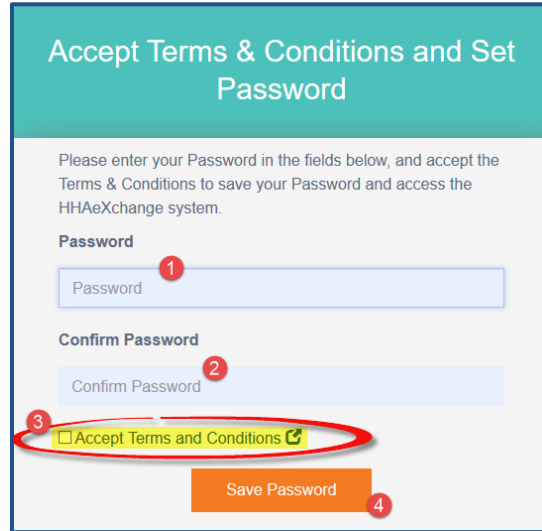 Accept Terms & Conditions and Set
Password
Please enter your Password in the fields below, and accept the
Terms & Conditions to save your Password and access the
HHAeXchange system.
Password
1
Password
Confirm Password
2
Confirm Password
3
Accept Terms and Conditions
Save Password
4